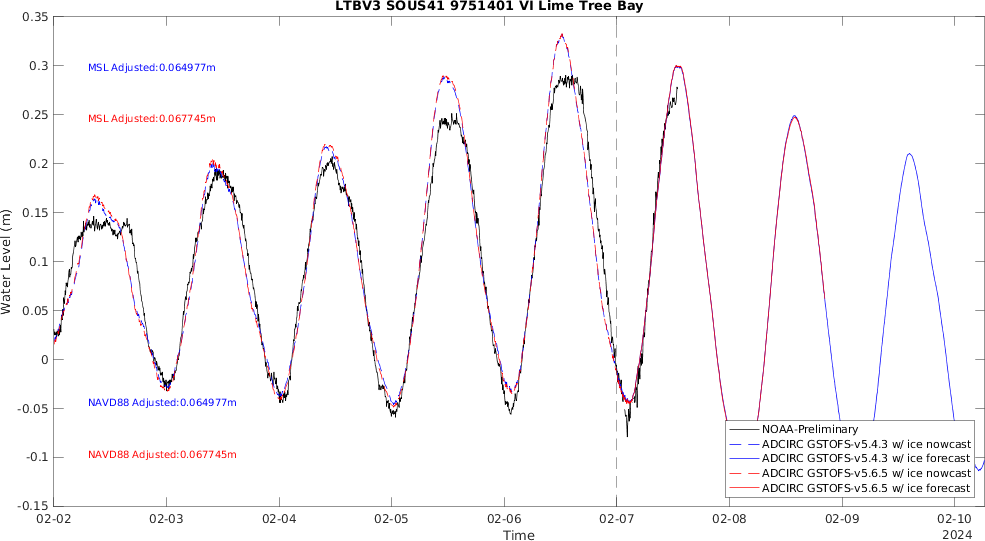 LTBV3 SOUS41 9751401 VI Lime Tree Bay
0.35
0.3
0.25
0.2
0.15
0.1
0.05
0
-0.05
-0.1
-0.15
Water Level (m)
MSL Adjusted:0.064977m
MSL Adjusted:0.067745m
NAVD88 Adjusted:0.064977m
NAVD88 Adjusted:0.067745m
NOAA-Preliminary
ADCIRC GSTOFS-v5.4.3 w/ ice nowcast
ADCIRC GSTOFS-v5.4.3 w/ ice forecast
ADCIRC GSTOFS-v5.6.5 w/ ice nowcast
ADCIRC GSTOFS-v5.6.5 w/ ice forecast
02-02 02-03 02-04 02-05 02-06 02-07 02-08 02-09 02-10
2024
Time